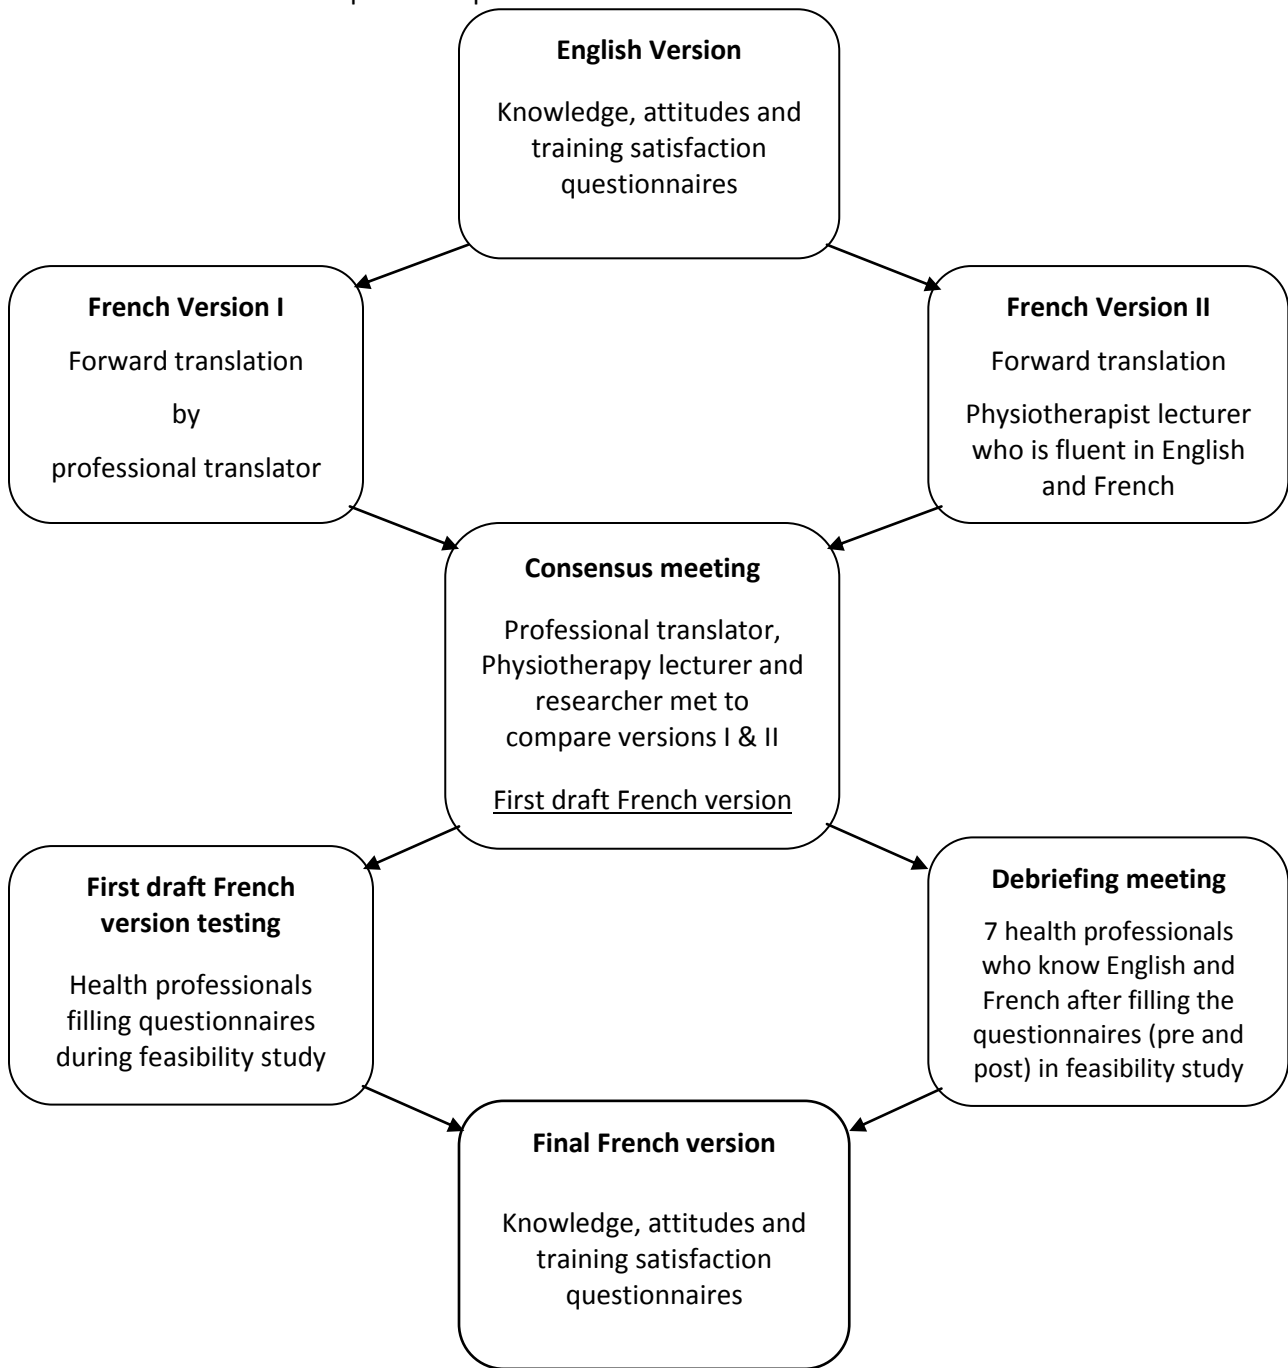 English Version
Knowledge, attitudes and
training satisfaction
questionnaires
French Version I
Forward translation
by
professional translator
French Version II
Forward translation
Physiotherapist lecturer
who is fluent in English
and French
Consensus meeting
Professional translator,
Physiotherapy lecturer and
researcher met to
compare versions I & II
First draft French version
First draft French
version testing
Health professionals
filling questionnaires
during feasibility study
Debriefing meeting
7 health professionals
who know English and
French after filling the
questionnaires (pre and
post) in feasibility study
Final French version
Knowledge, attitudes and
training satisfaction
questionnaires